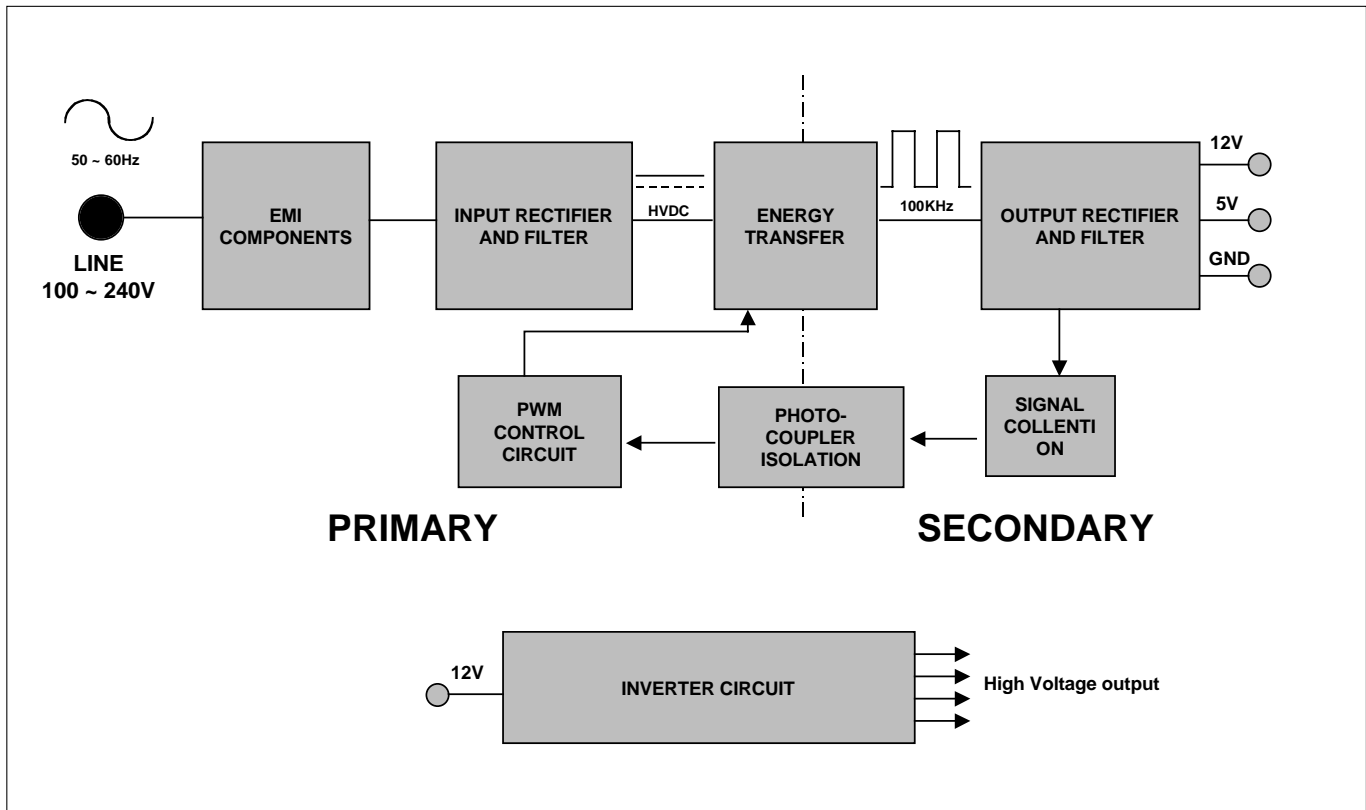 50 ~ 60Hz
LINE
100 ~ 240V
EMI
COMPONENTS
INPUT RECTIFIER
AND FILTER
HVDC
ENERGY
TRANSFER
100KHz
OUTPUT RECTIFIER
AND FILTER
12V
5V
GND
PWM
CONTROL
CIRCUIT
PHOTO-
COUPLER
ISOLATION
SIGNAL
COLLENTI
ON
PRIMARY
SECONDARY
12V
INVERTER CIRCUIT
High Voltage output